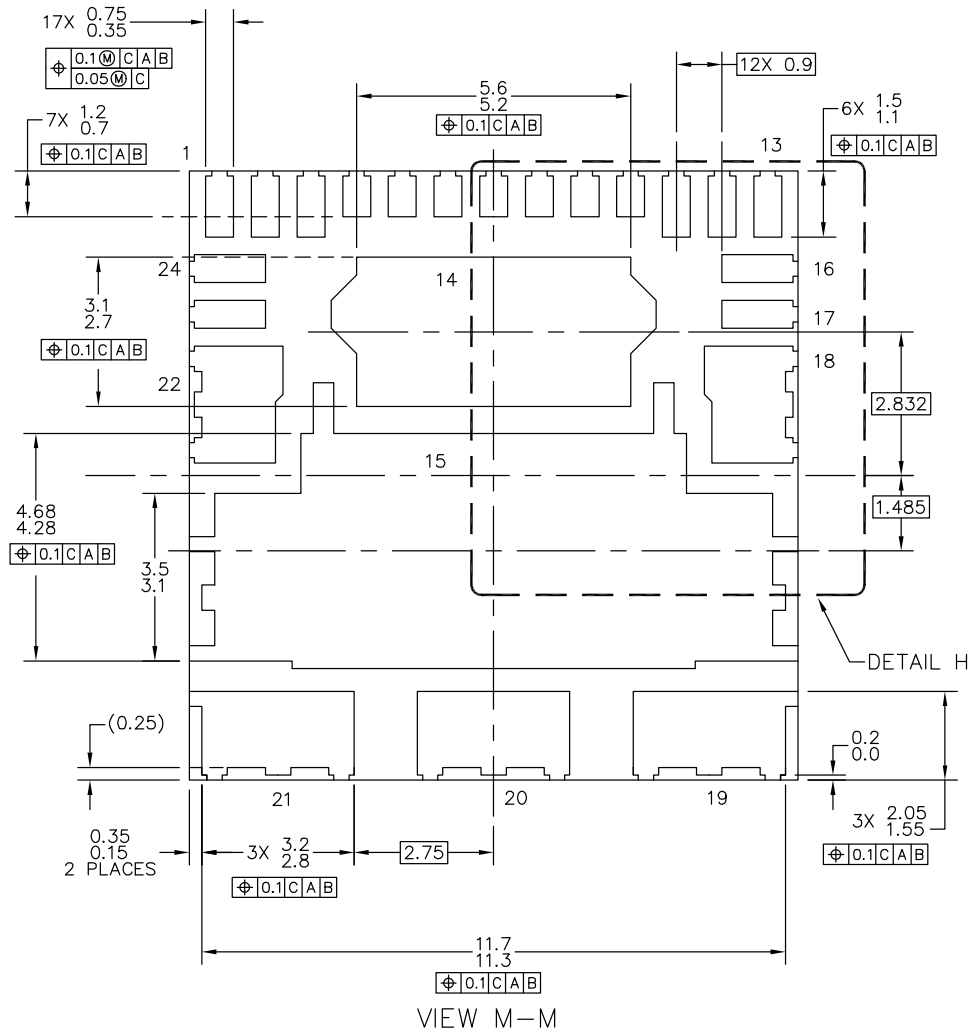 17X 0.75
0.35
⌖ 0.1Ⓜ C A B
0.05Ⓜ C
7X 1.2
0.7
⌖ 0.1 C A B
1
5.6
5.2
⌖ 0.1 C A B
12X 0.9
6X 1.5
1.1
⌖ 0.1 C A B
13
24
14
16
3.1
2.7
⌖ 0.1 C A B
17
22
18
2.832
15
4.68
4.28
⌖ 0.1 C A B
1.485
3.5
3.1
DETAIL H
(0.25)
0.2
0.0
21
20
19
0.35
0.15
2 PLACES
3X 3.2
2.8
⌖ 0.1 C A B
2.75
3X 2.05
1.55
⌖ 0.1 C A B
11.7
11.3
⌖ 0.1 C A B
VIEW M-M